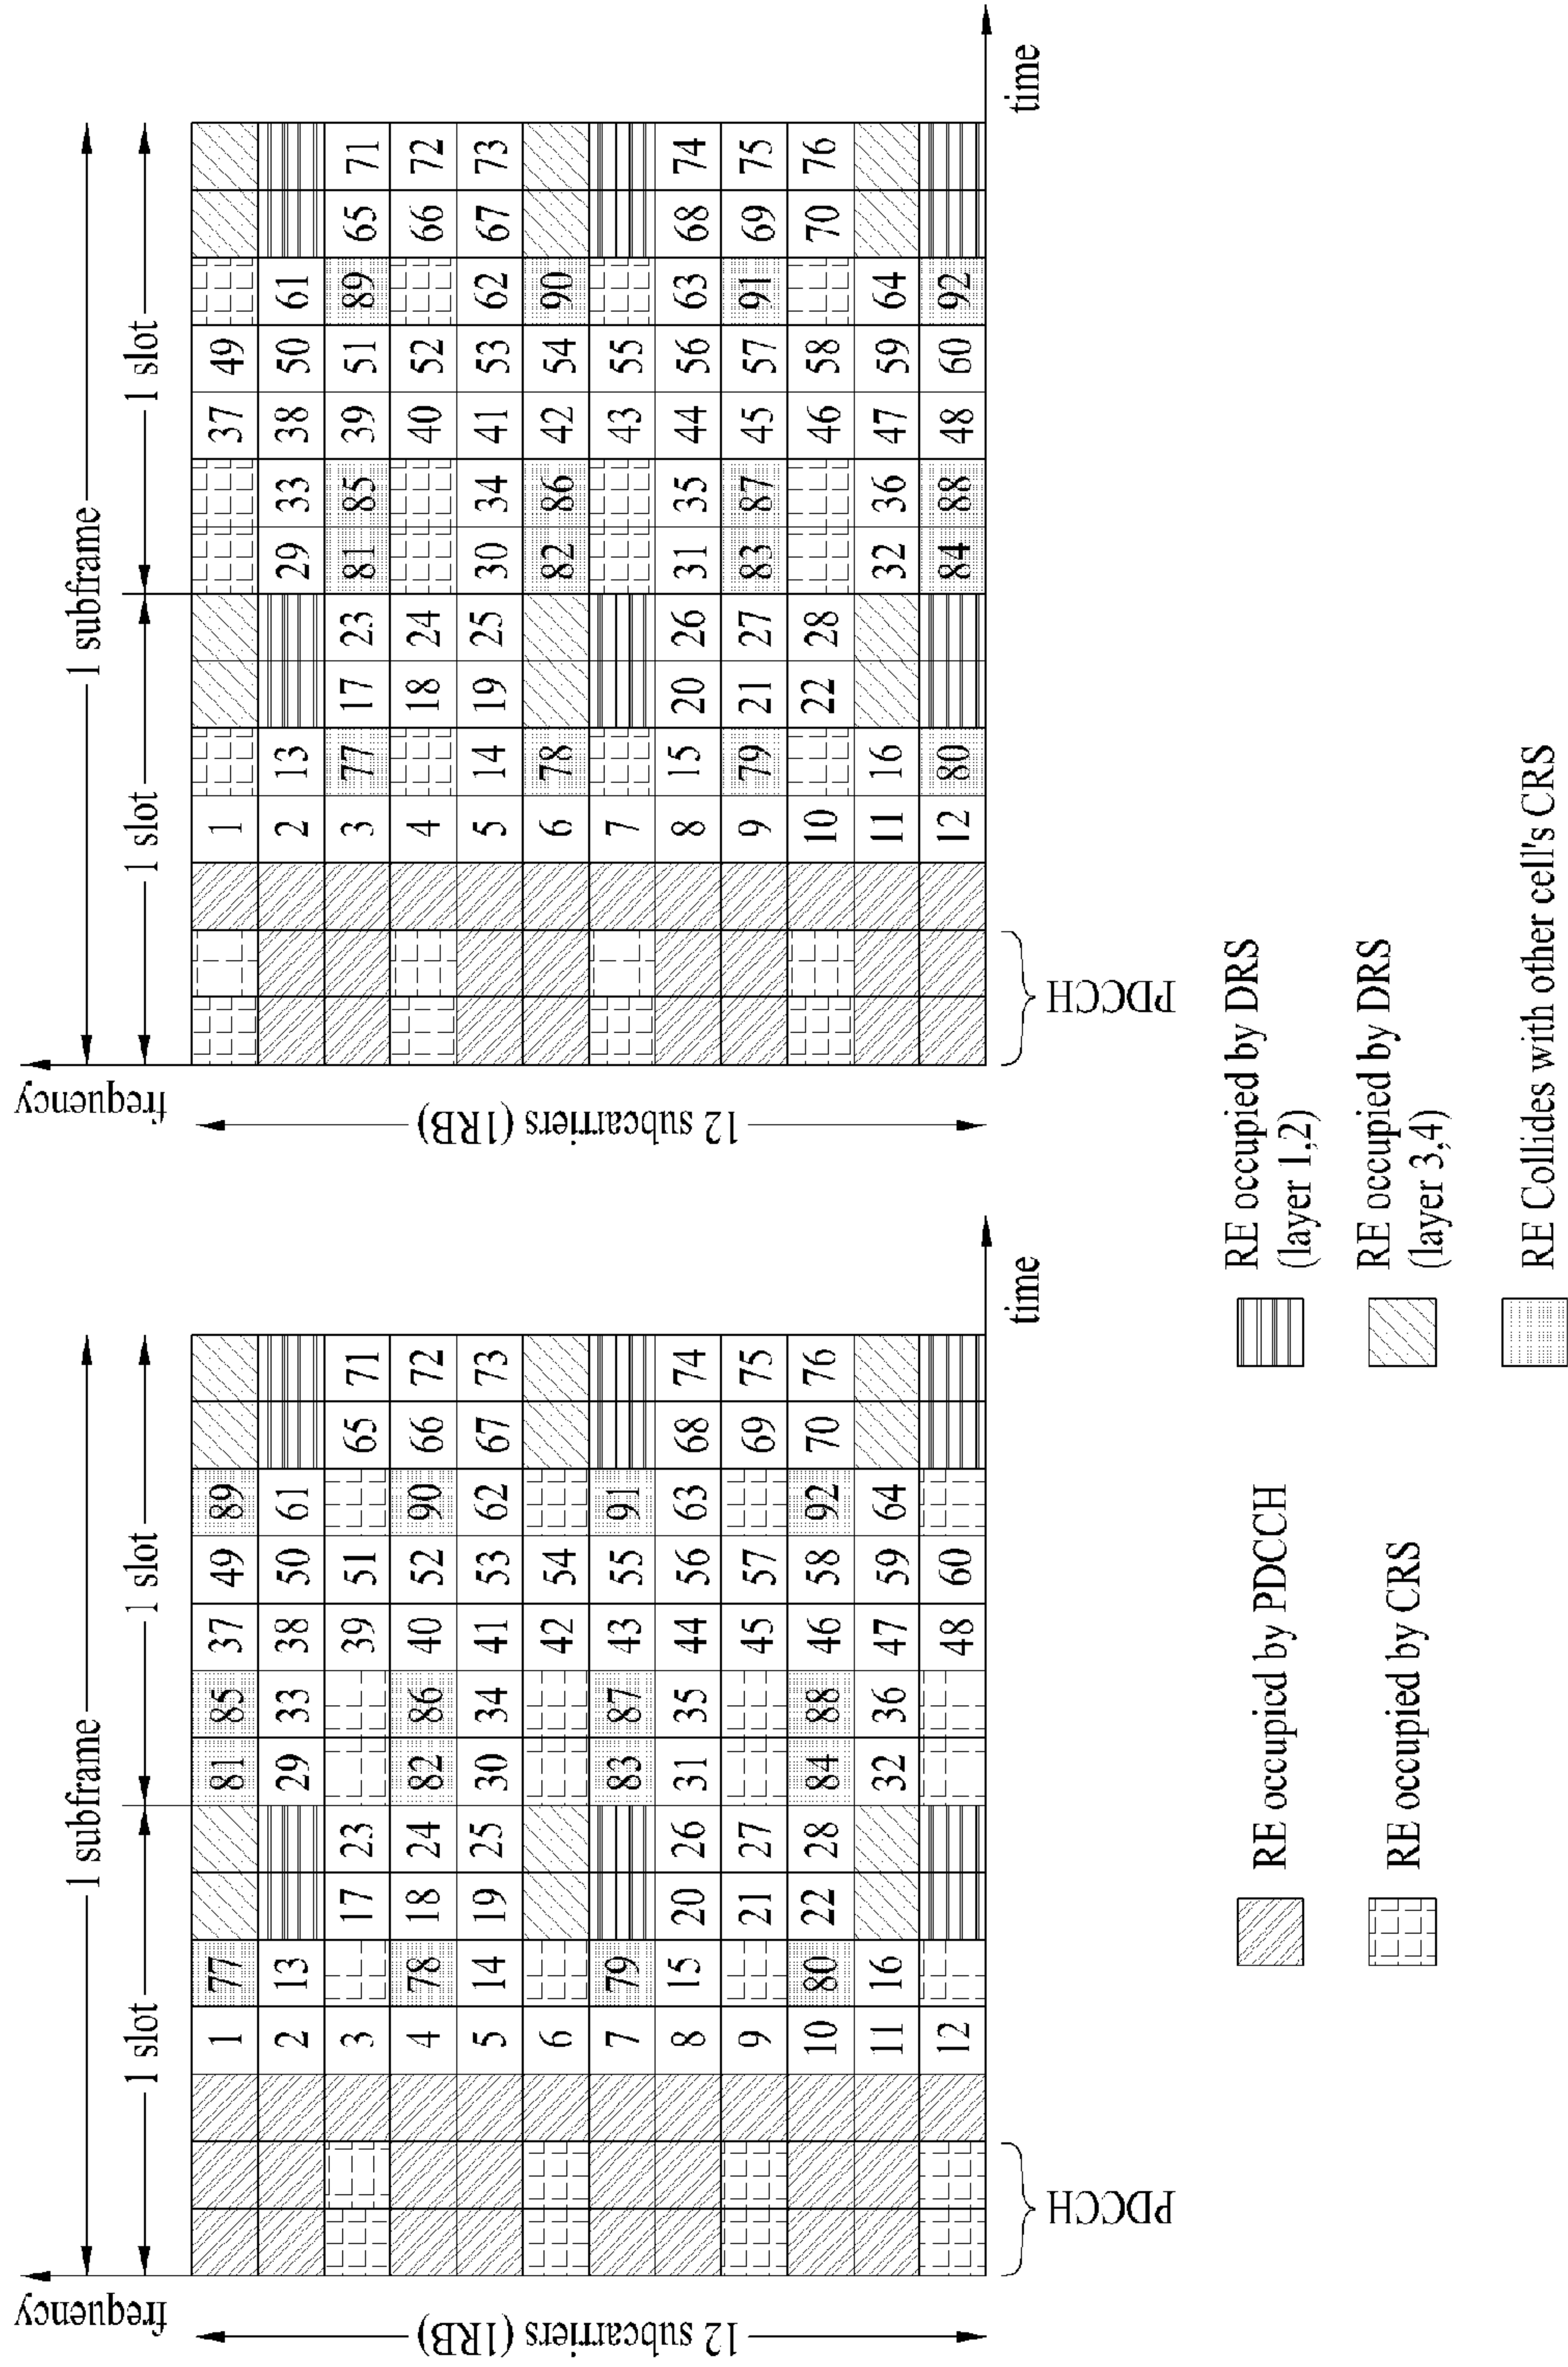 frequency
1 subframe
1 slot
1 slot
12 subcarriers (1RB)
1 77 81 85 37 49 89
2 13 29 33 38 50 61
3 17 23 39 51 65 71
4 78 18 24 82 86 40 52 90 66 72
5 14 19 25 30 34 41 53 62 67 73
6 42 54
7 79 83 87 43 55 91
8 15 20 26 31 35 44 56 63 68 74
9 21 27 45 57 69 75
10 80 22 28 84 88 46 58 92 70 76
11 16 32 36 47 59 64
12 48 60
time
PDCCH
frequency
1 subframe
1 slot
1 slot
12 subcarriers (1RB)
1 37 49
2 13 29 33 38 50 61
3 77 17 23 81 85 39 51 89 65 71
4 18 24 40 52 66 72
5 14 19 25 30 34 41 53 62 67 73
6 78 82 86 42 54 90
7 43 55
8 15 20 26 31 35 44 56 63 68 74
9 79 21 27 83 87 45 57 91 69 75
10 22 28 46 58 70 76
11 16 32 36 47 59 64
12 80 84 88 48 60 92
time
PDCCH
RE occupied by PDCCH
RE occupied by CRS
RE occupied by DRS
(layer 1,2)
RE occupied by DRS
(layer 3,4)
RE Collides with other cell's CRS